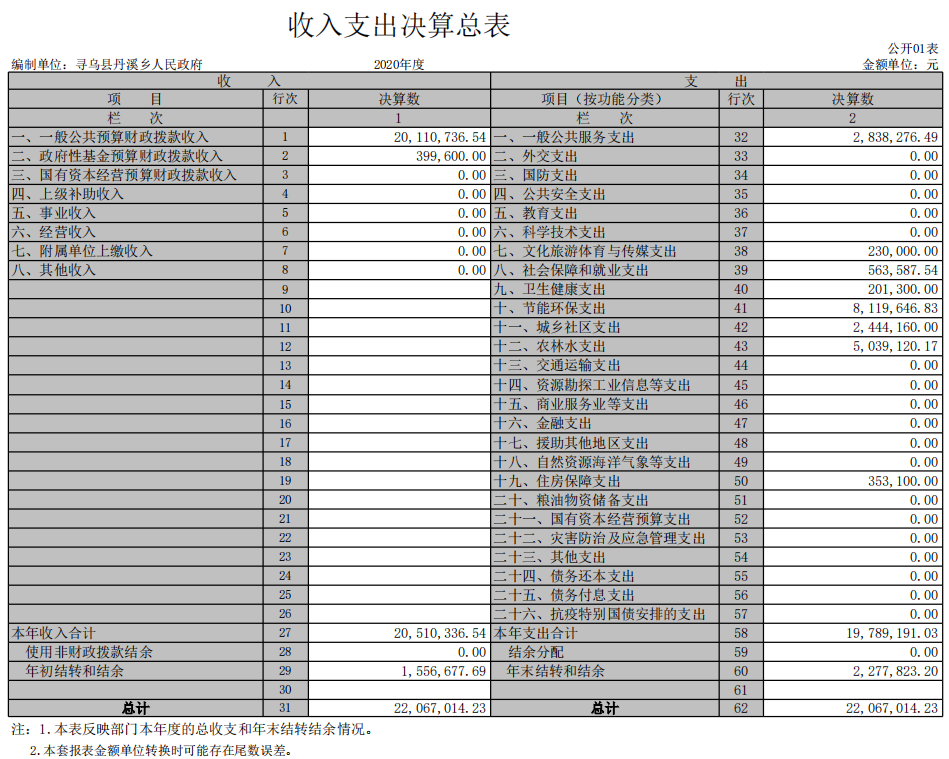 收入支出决算总表
公开01表
编制单位：寻乌县丹溪乡人民政府 2020年度 金额单位：元
收 入 支 出
项 目 行次 决算数 项目（按功能分类） 行次 决算数
栏 次 1 栏 次 2
一、一般公共预算财政拨款收入 1 20,110,736.54 一、一般公共服务支出 32 2,838,276.49
二、政府性基金预算财政拨款收入 2 399,600.00 二、外交支出 33 0.00
三、国有资本经营预算财政拨款收入 3 0.00 三、国防支出 34 0.00
四、上级补助收入 4 0.00 四、公共安全支出 35 0.00
五、事业收入 5 0.00 五、教育支出 36 0.00
六、经营收入 6 0.00 六、科学技术支出 37 0.00
七、附属单位上缴收入 7 0.00 七、文化旅游体育与传媒支出 38 230,000.00
八、其他收入 8 0.00 八、社会保障和就业支出 39 563,587.54
9 九、卫生健康支出 40 201,300.00
10 十、节能环保支出 41 8,119,646.83
11 十一、城乡社区支出 42 2,444,160.00
12 十二、农林水支出 43 5,039,120.17
13 十三、交通运输支出 44 0.00
14 十四、资源勘探工业信息等支出 45 0.00
15 十五、商业服务业等支出 46 0.00
16 十六、金融支出 47 0.00
17 十七、援助其他地区支出 48 0.00
18 十八、自然资源海洋气象等支出 49 0.00
19 十九、住房保障支出 50 353,100.00
20 二十、粮油物资储备支出 51 0.00
21 二十一、国有资本经营预算支出 52 0.00
22 二十二、灾害防治及应急管理支出 53 0.00
23 二十三、其他支出 54 0.00
24 二十四、债务还本支出 55 0.00
25 二十五、债务付息支出 56 0.00
26 二十六、抗疫特别国债安排的支出 57 0.00
本年收入合计 27 20,510,336.54 本年支出合计 58 19,789,191.03
使用非财政拨款结余 28 0.00 结余分配 59 0.00
年初结转和结余 29 1,556,677.69 年末结转和结余 60 2,277,823.20
30 61
总计 31 22,067,014.23 总计 62 22,067,014.23
注：1.本表反映部门本年度的总收支和年末结转结余情况。
2.本套报表金额单位转换时可能存在尾数误差。